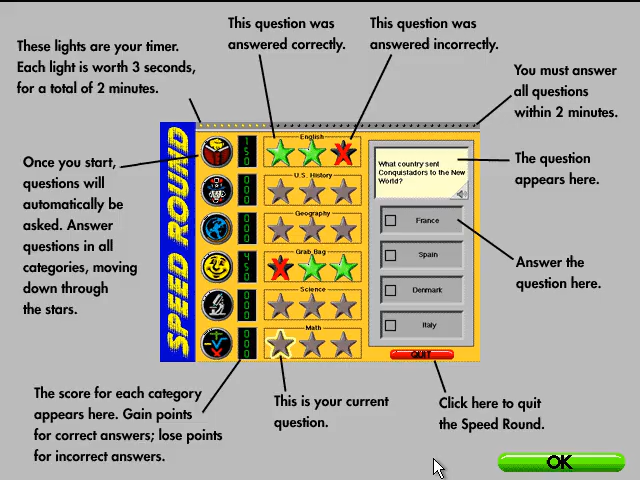 This question was
answered correctly.
This question was
answered incorrectly.
These lights are your timer.
Each light is worth 3 seconds,
for a total of 2 minutes.
You must answer
all questions
within 2 minutes.
SPEED ROUND
English
150
U.S. History
000
Geography
000
Grab Bag
450
Science
000
Math
000
What country sent
Conquistadors to the New
World?
France
Spain
Denmark
Italy
QUIT
Once you start,
questions will
automatically be
asked. Answer
questions in all
categories, moving
down through
the stars.
The question
appears here.
Answer the
question here.
The score for each category
appears here. Gain points
for correct answers; lose points
for incorrect answers.
This is your current
question.
Click here to quit
the Speed Round.
OK